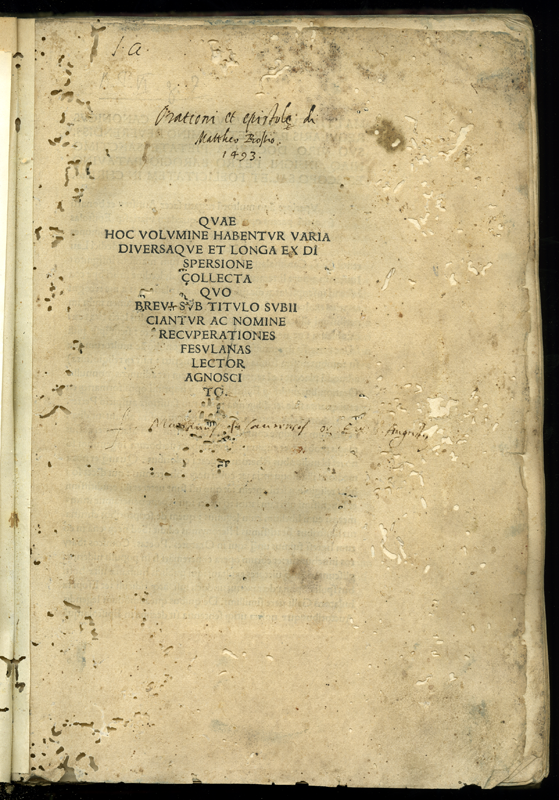 1 a
Orationi et epistole di
Mattheo Bosso.
1493.
QVAE
HOC VOLVMINE HABENTVR VARIA
DIVERSAQVE ET LONGA EX DI
SPERSIONE
COLLECTA
QVO
BREVI SVB TITVLO SVBII
CIANTVR AC NOMINE
RECVPERATIONES
FESVLANAS
LECTOR
AGNOSCI
TO